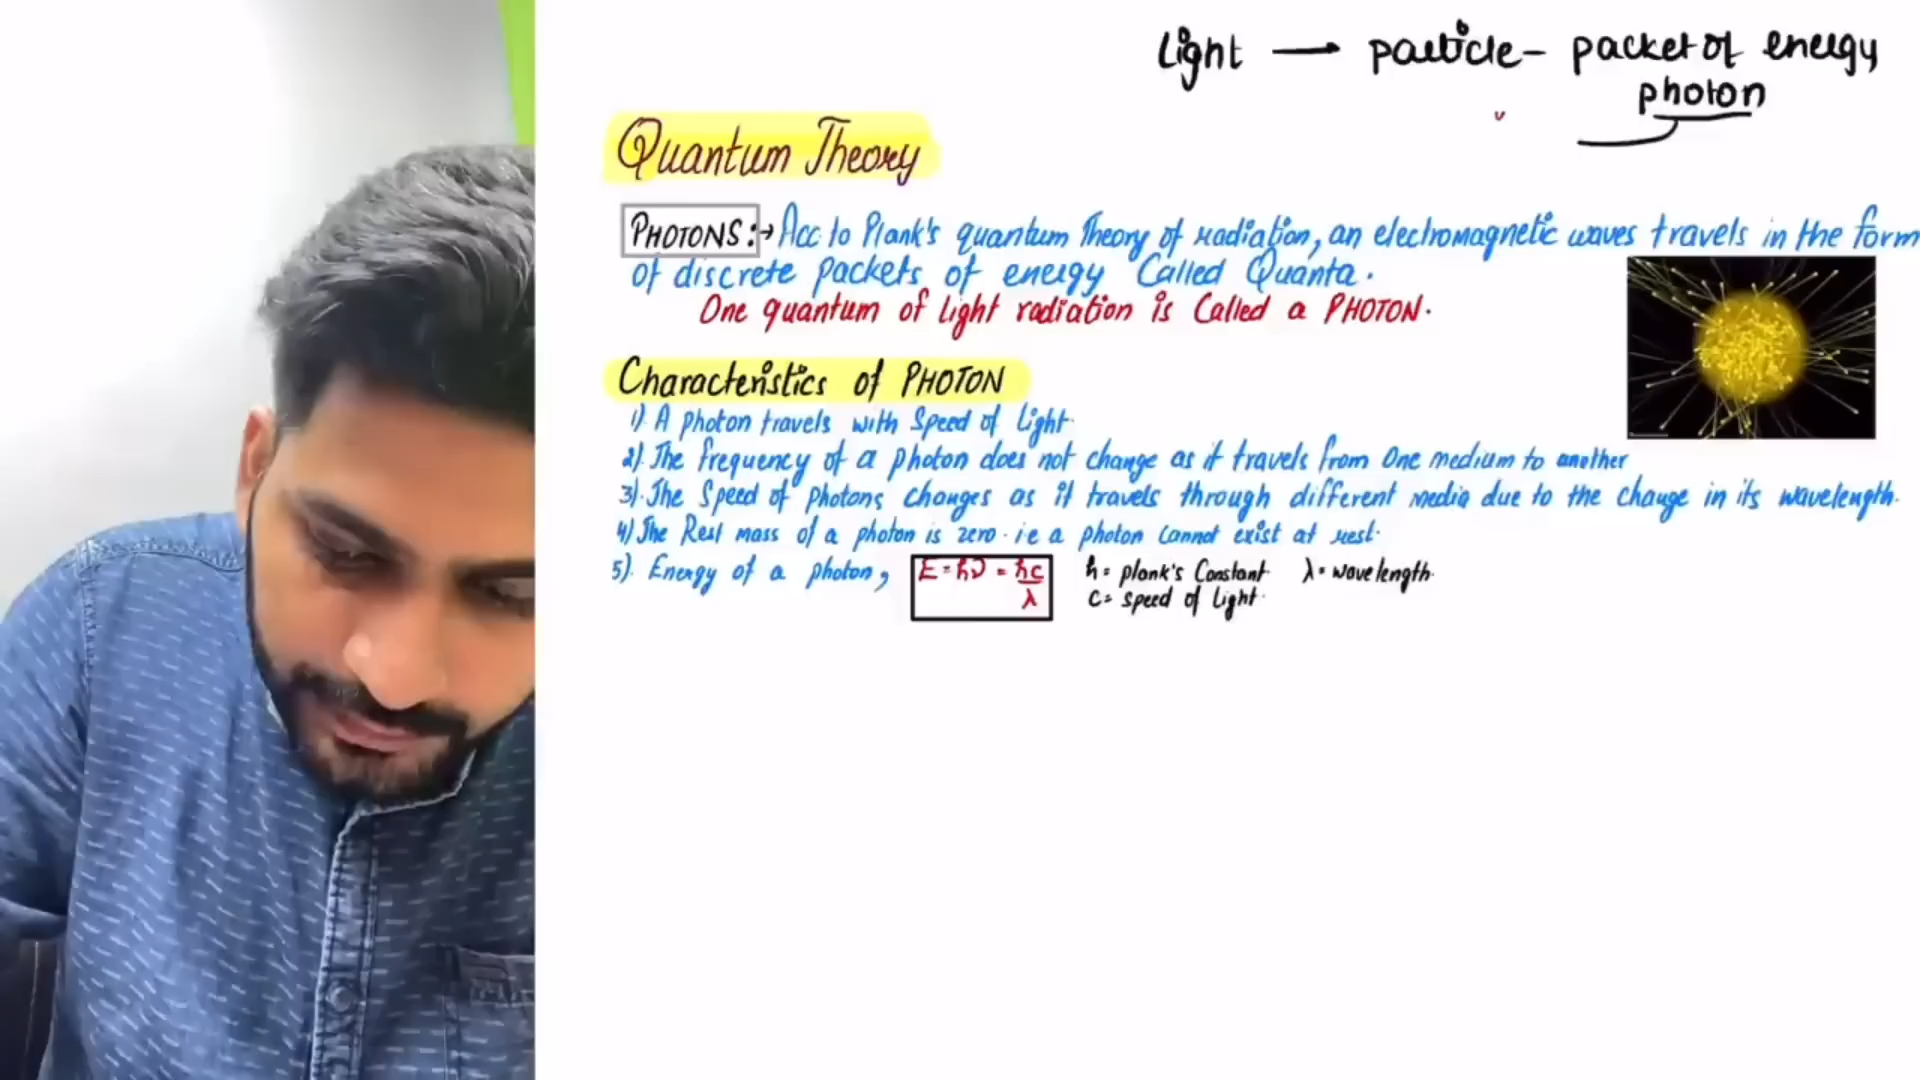 Light → particle - packet of energy
photon
Quantum Theory
PHOTONS:→ Acc to Plank's quantum Theory of radiation, an electromagnetic waves travels in the form
of discrete packets of energy Called Quanta.
One quantum of light radiation is Called a PHOTON.
Characteristics of PHOTON
1) A photon travels with Speed of light.
2) The frequency of a photon does not change as it travels from One medium to another
3). The Speed of photons changes as it travels through different media due to the change in its wavelength.
4) The Rest mass of a photon is zero. i.e a photon cannot exist at rest.
5). Energy of a photon, E = hν = hc/λ h = plank's Constant λ = wavelength.
c = speed of light.